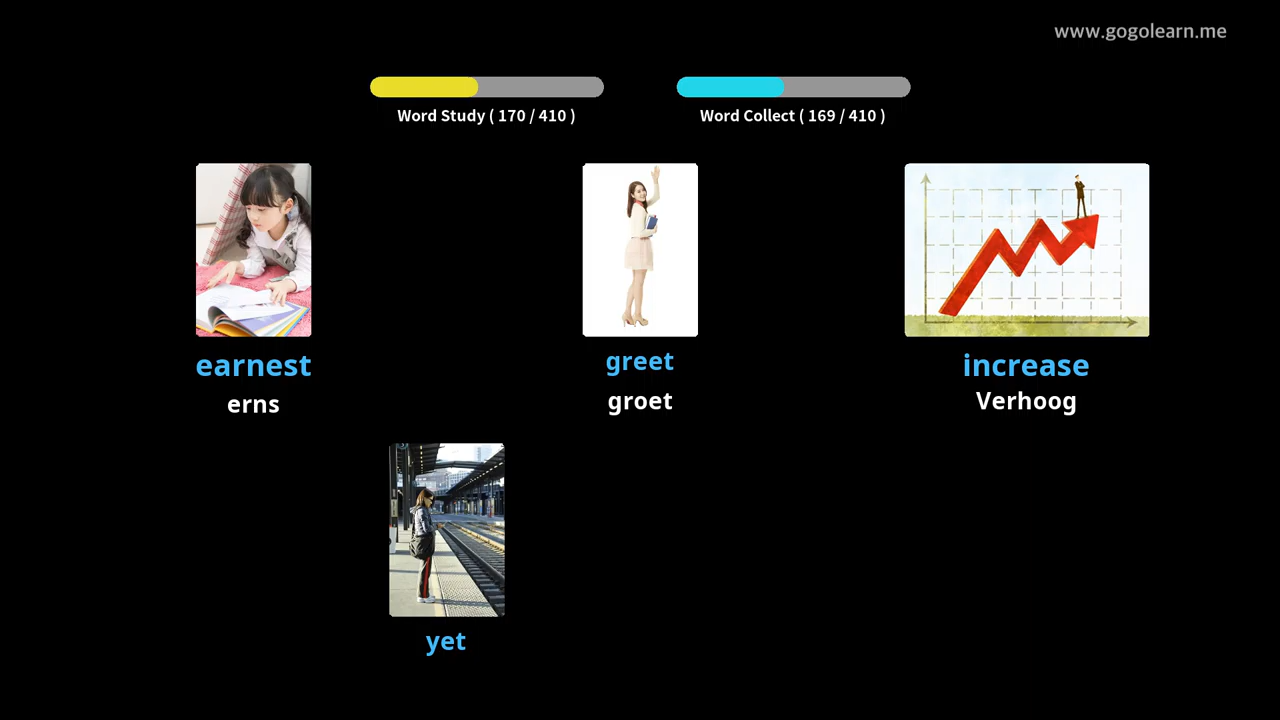 www.gogolearn.me
Word Study ( 170 / 410 )
Word Collect ( 169 / 410 )
earnest
erns
greet
groet
increase
Verhoog
yet